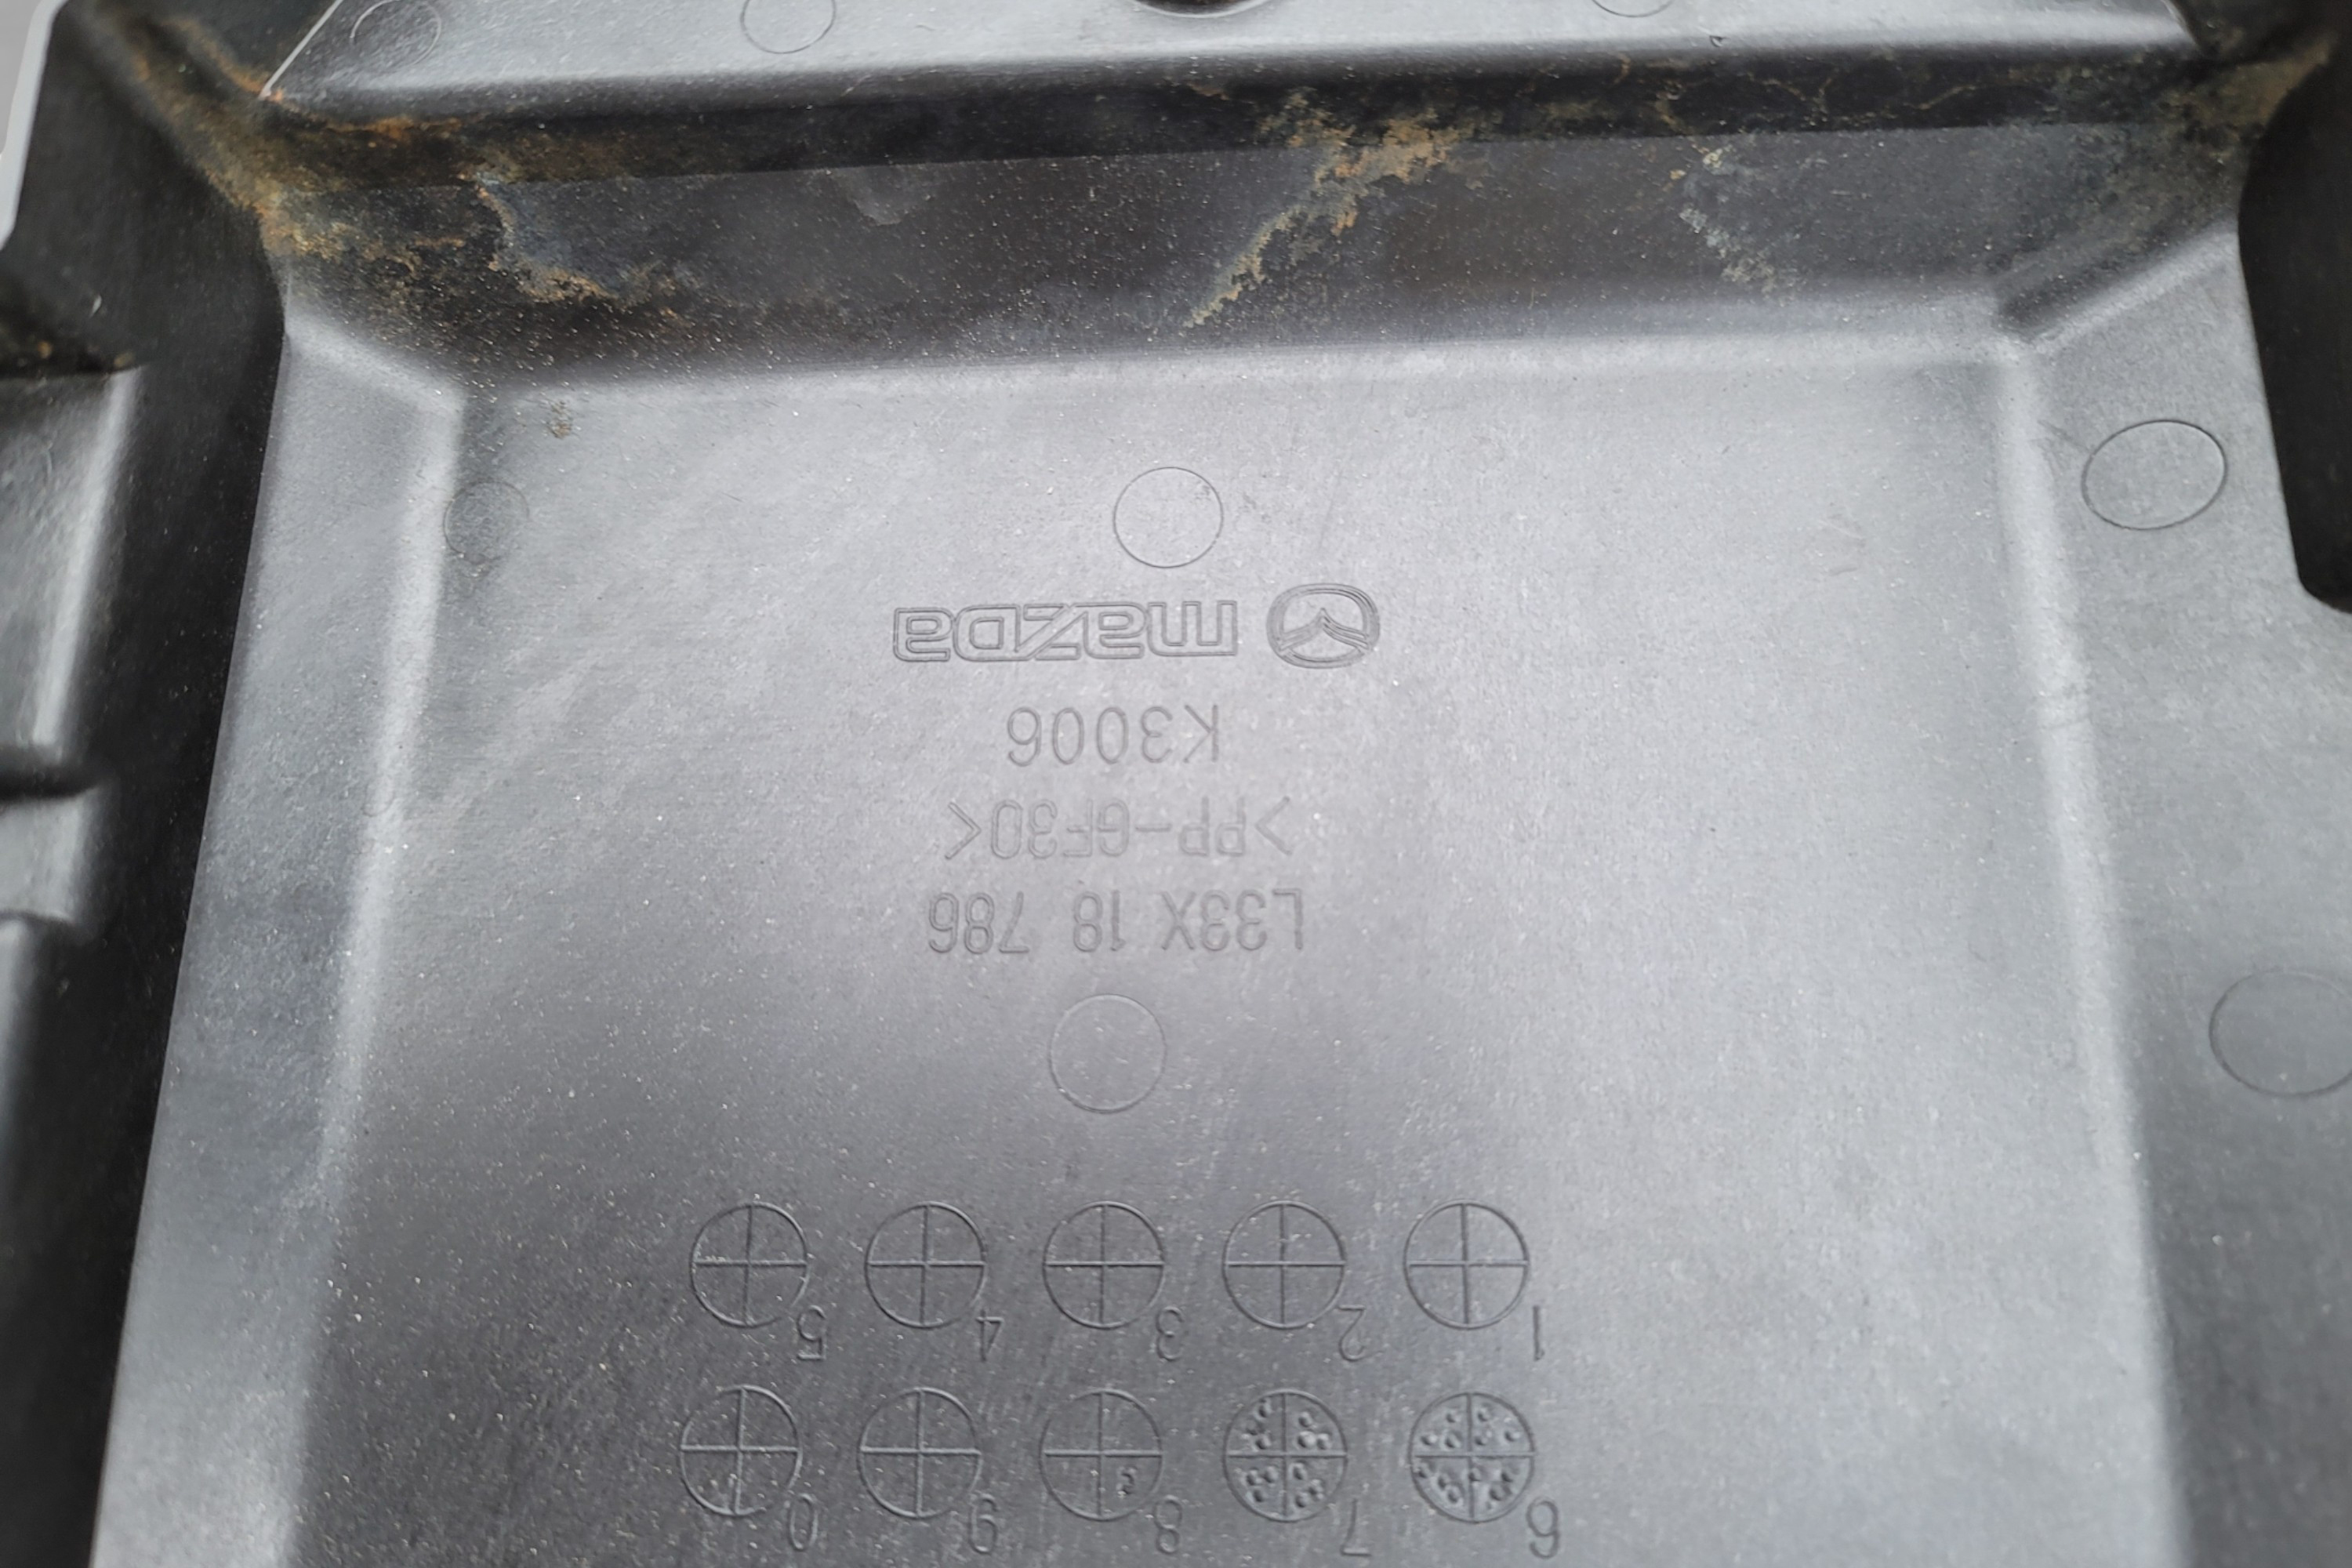 6 7 8 9 0
1 2 3 4 5
L33X 18 786
>PP-GF30<
K3006
mazda